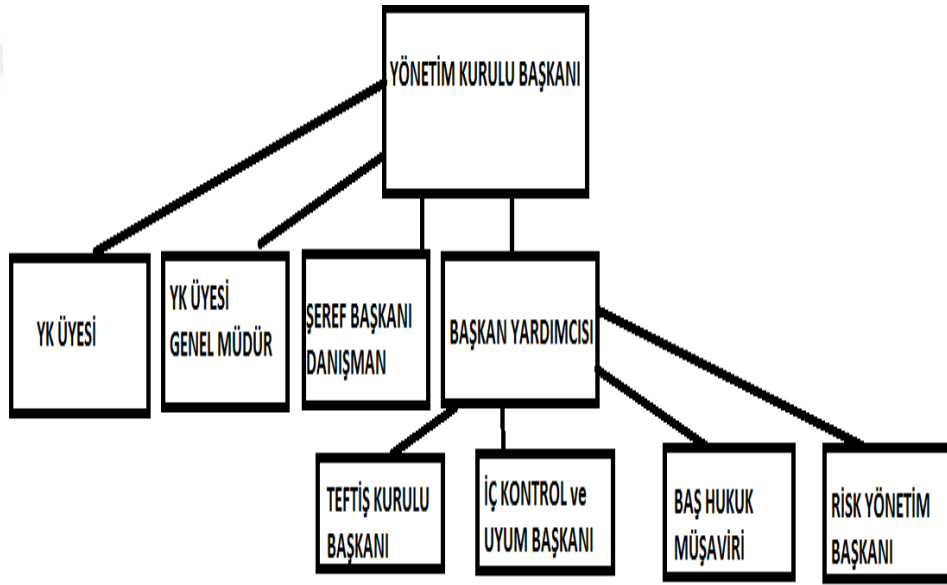 YÖNETİM KURULU BAŞKANI
YK ÜYESİ
YK ÜYESİ
GENEL MÜDÜR
ŞEREF BAŞKANI
DANIŞMAN
BAŞKAN YARDIMCISI
TEFTİŞ KURULU
BAŞKANI
İÇ KONTROL ve
UYUM BAŞKANI
BAŞ HUKUK
MÜŞAVİRİ
RİSK YÖNETİM
BAŞKANI